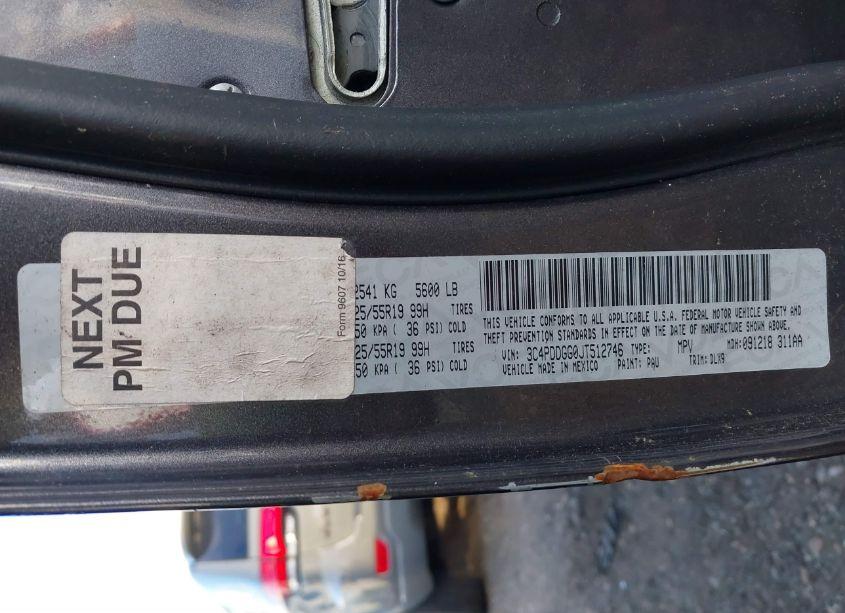 NEXT
PM DUE
Form 9607 10/16
2541 KG 5600 LB
25/55R19 99H TIRES
50 KPA ( 36 PSI) COLD
25/55R19 99H TIRES
50 KPA ( 36 PSI) COLD
THIS VEHICLE CONFORMS TO ALL APPLICABLE U.S.A. FEDERAL MOTOR VEHICLE SAFETY AND
THEFT PREVENTION STANDARDS IN EFFECT ON THE DATE OF MANUFACTURE SHOWN ABOVE.
VIN: 3C4PDDGG0JT512746 TYPE: MPV MDH: 091218 311AA
VEHICLE MADE IN MEXICO PAINT: PAU TRIM: DLX9